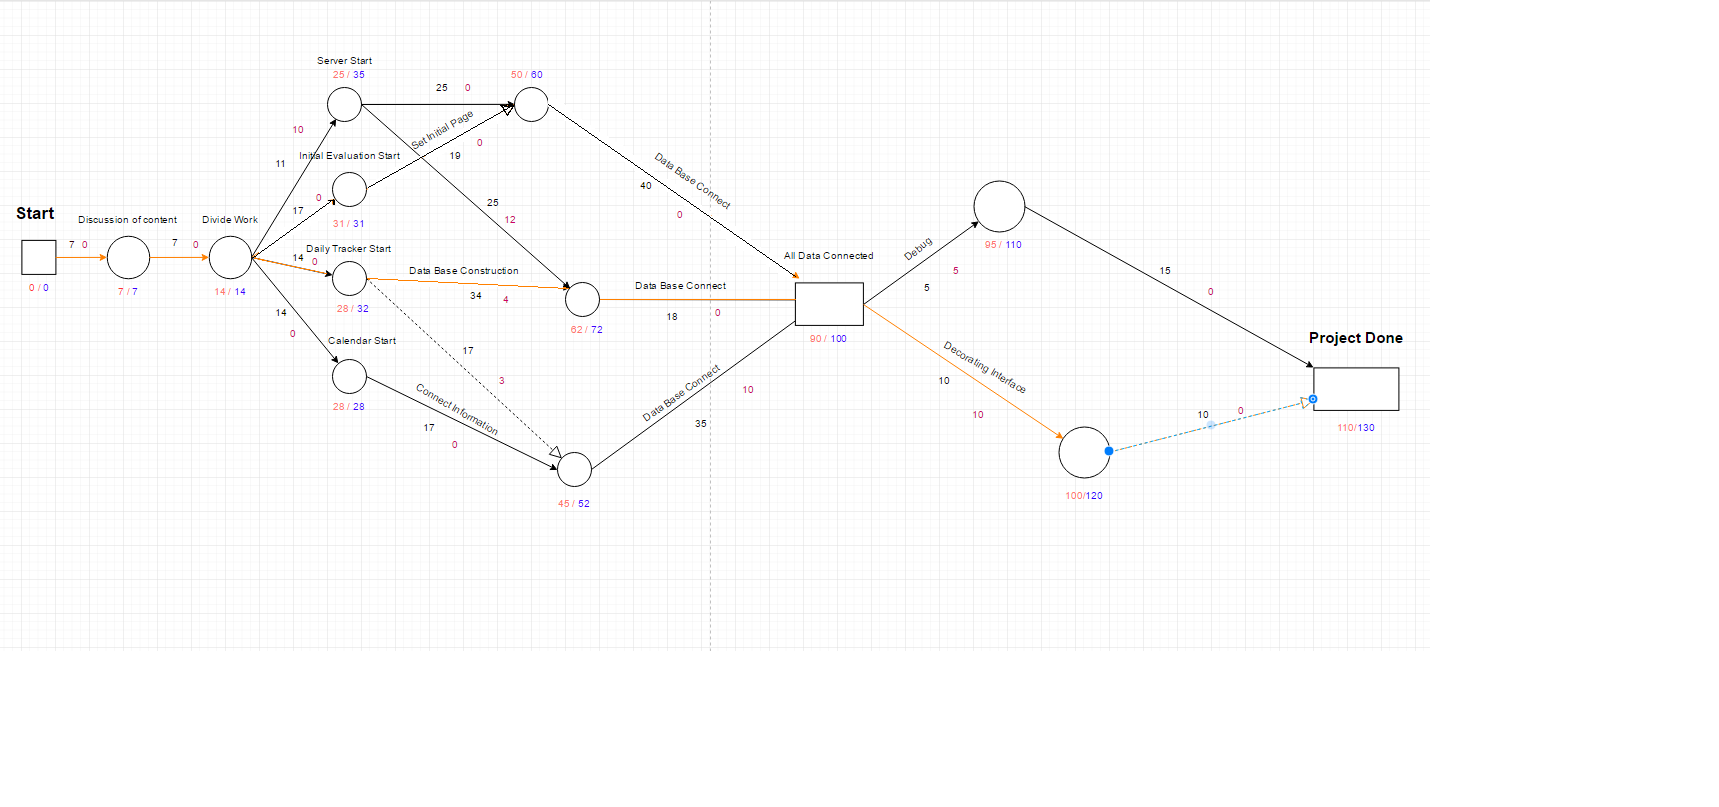 Server Start
25 / 35
50 / 60
25 0
10
Set Initial Page
0
11
Initial Evaluation Start
19
Data Base Connect
40
0
17
0
31 / 31
25
12
Start
Discussion of content
Divide Work
7 0
7 0
0 / 0
7 / 7
14 / 14
Daily Tracker Start
14 0
28 / 32
Data Base Construction
34 4
62 / 72
Data Base Connect
18 0
All Data Connected
90 / 100
14
0
Calendar Start
28 / 28
17
3
Connect Information
17
0
45 / 52
Data Base Connect
10
35
Debug
5
5
95 / 110
15
0
Decorating Interface
10
10
100/120
10 0
Project Done
110/130